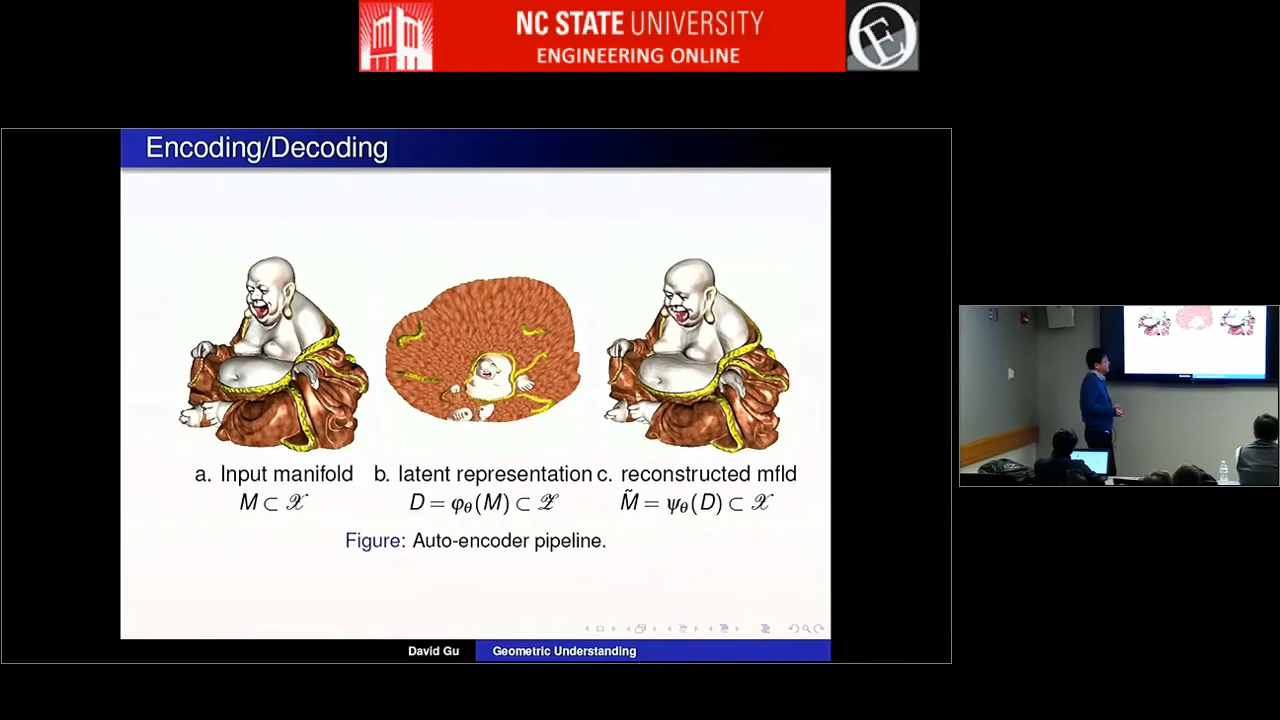 NC STATE UNIVERSITY
ENGINEERING ONLINE
E
Encoding/Decoding
a. Input manifold
M ⊂ 𝒳
b. latent representation
D = φθ(M) ⊂ 𝒵
c. reconstructed mfld
M̃ = ψθ(D) ⊂ 𝒳
Figure: Auto-encoder pipeline.
David Gu
Geometric Understanding